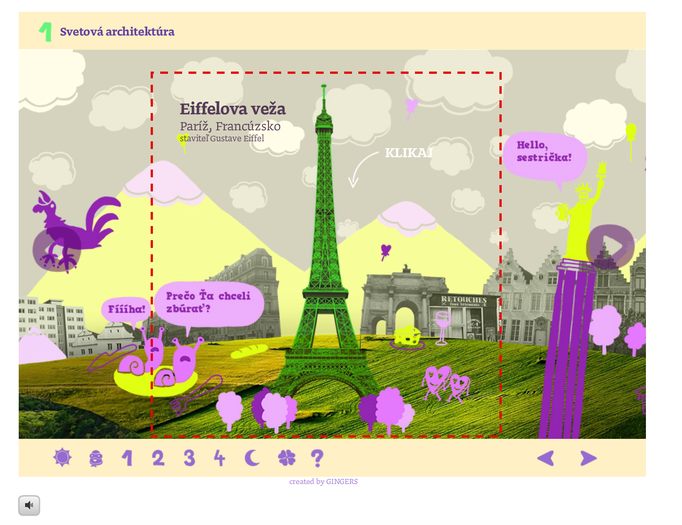 1 Svetová architektúra
Eiffelova veža
Paríž, Francúzsko
staviteľ Gustave Eiffel
KLIKAJ
Hello,
sestrička!
RETOUCHES
Fíííha!
Prečo Ťa chceli
zbúrať?
1 2 3 4 ?
created by GINGERS